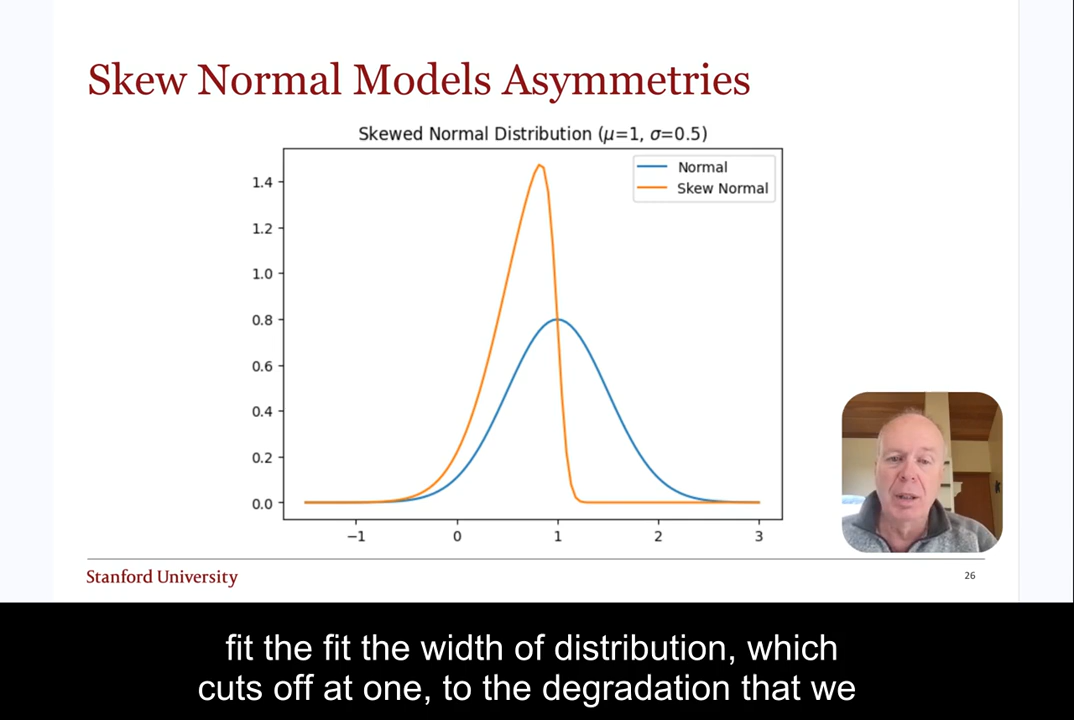 Skew Normal Models Asymmetries
Skewed Normal Distribution (μ=1, σ=0.5)
Normal
Skew Normal
1.4
1.2
1.0
0.8
0.6
0.4
0.2
0.0
−1 0 1 2 3
Stanford University
26
fit the fit the width of distribution, which
cuts off at one, to the degradation that we